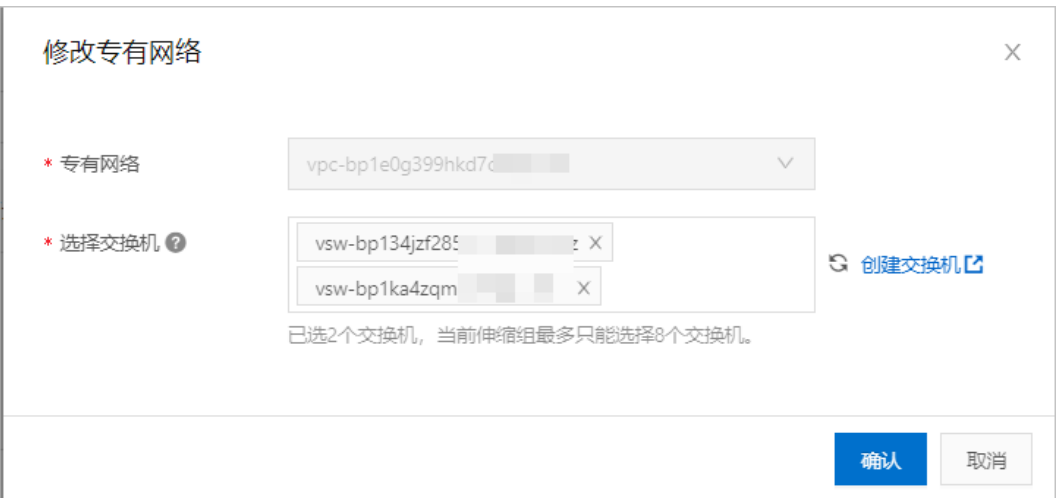 修改专有网络
* 专有网络
vpc-bp1e0g399hkd7
* 选择交换机
vsw-bp134jzf285 z
vsw-bp1ka4zqm
创建交换机
已选2个交换机，当前伸缩组最多只能选择8个交换机。
确认
取消